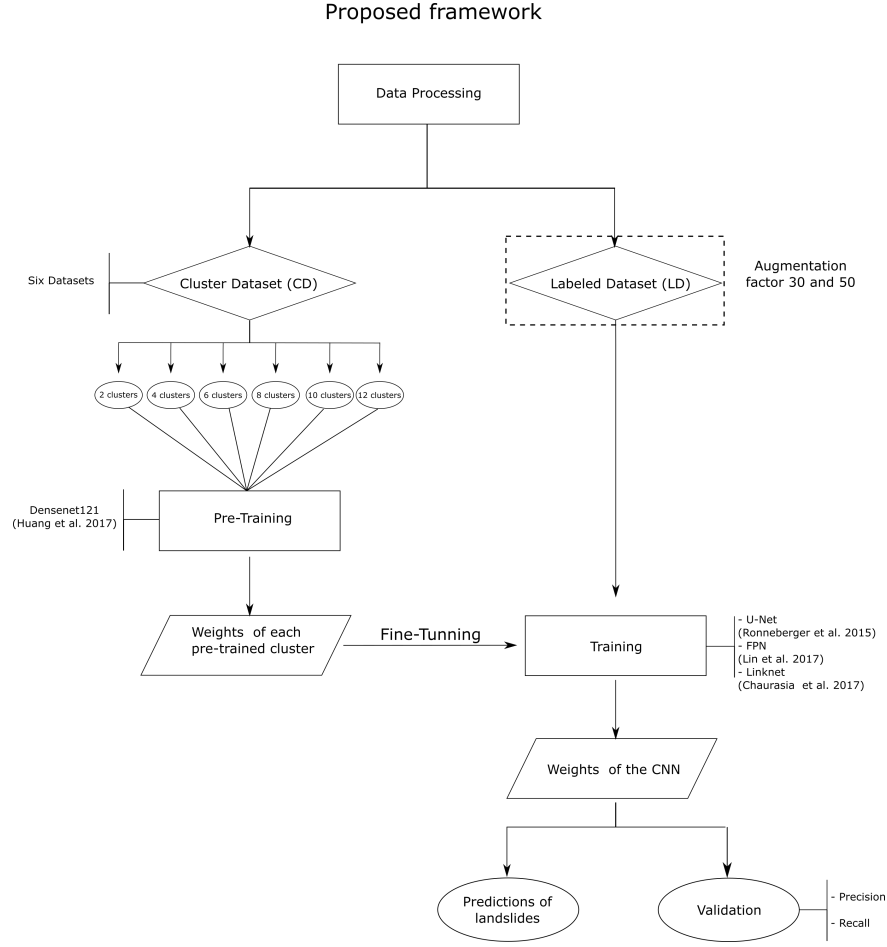 Proposed framework
Data Processing
Six Datasets
Cluster Dataset (CD)
Labeled Dataset (LD)
Augmentation
factor 30 and 50
2 clusters
4 clusters
6 clusters
8 clusters
10 clusters
12 clusters
Densenet121
(Huang et al. 2017)
Pre-Training
Weights of each
pre-trained cluster
Fine-Tunning
Training
- U-Net
(Ronneberger et al. 2015)
- FPN
(Lin et al. 2017)
- Linknet
(Chaurasia et al. 2017)
Weights of the CNN
Predictions of
landslides
Validation
- Precision
- Recall